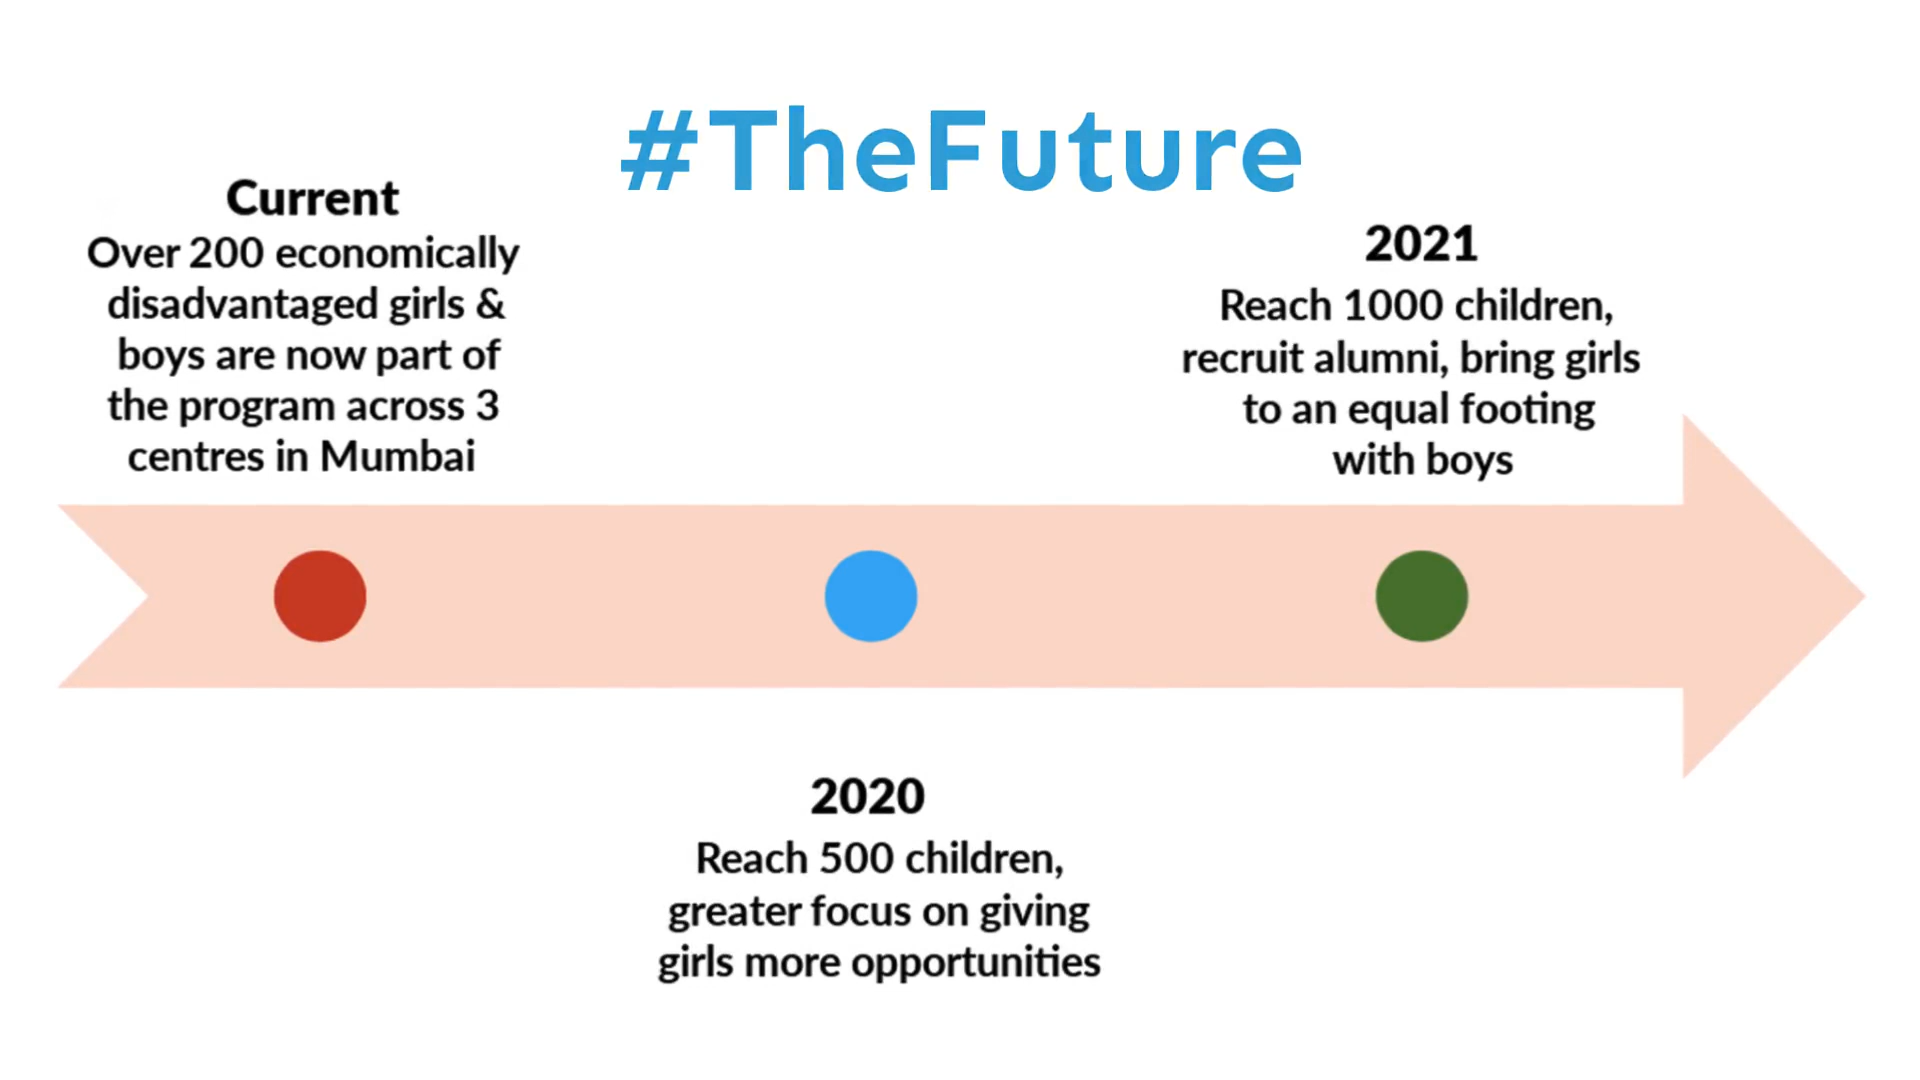 #TheFuture
Current
Over 200 economically
disadvantaged girls &
boys are now part of
the program across 3
centres in Mumbai
2020
Reach 500 children,
greater focus on giving
girls more opportunities
2021
Reach 1000 children,
recruit alumni, bring girls
to an equal footing
with boys